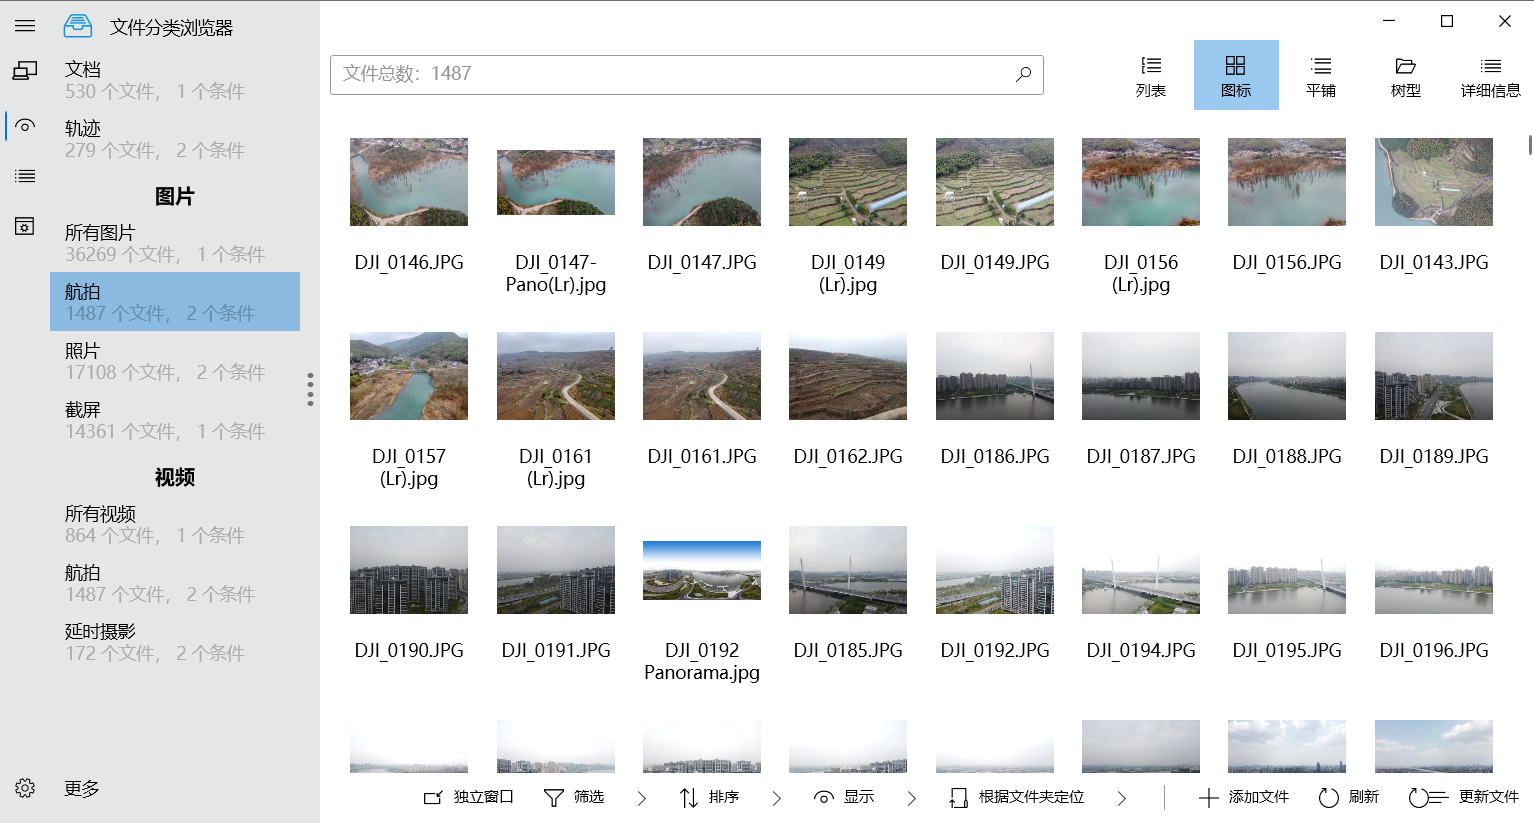 文件分类浏览器
文档
530 个文件， 1 个条件
轨迹
279 个文件， 2 个条件
图片
所有图片
36269 个文件， 1 个条件
航拍
1487 个文件， 2 个条件
照片
17108 个文件， 2 个条件
截屏
14361 个文件， 1 个条件
视频
所有视频
864 个文件， 1 个条件
航拍
1487 个文件， 2 个条件
延时摄影
172 个文件， 2 个条件
更多
文件总数：1487
列表 图标 平铺 树型 详细信息
DJI_0146.JPG
DJI_0147-
Pano(Lr).jpg
DJI_0147.JPG
DJI_0149
(Lr).jpg
DJI_0149.JPG
DJI_0156
(Lr).jpg
DJI_0156.JPG
DJI_0143.JPG
DJI_0157
(Lr).jpg
DJI_0161
(Lr).jpg
DJI_0161.JPG
DJI_0162.JPG
DJI_0186.JPG
DJI_0187.JPG
DJI_0188.JPG
DJI_0189.JPG
DJI_0190.JPG
DJI_0191.JPG
DJI_0192
Panorama.jpg
DJI_0185.JPG
DJI_0192.JPG
DJI_0194.JPG
DJI_0195.JPG
DJI_0196.JPG
独立窗口 筛选 排序 显示 根据文件夹定位 添加文件 刷新 更新文件